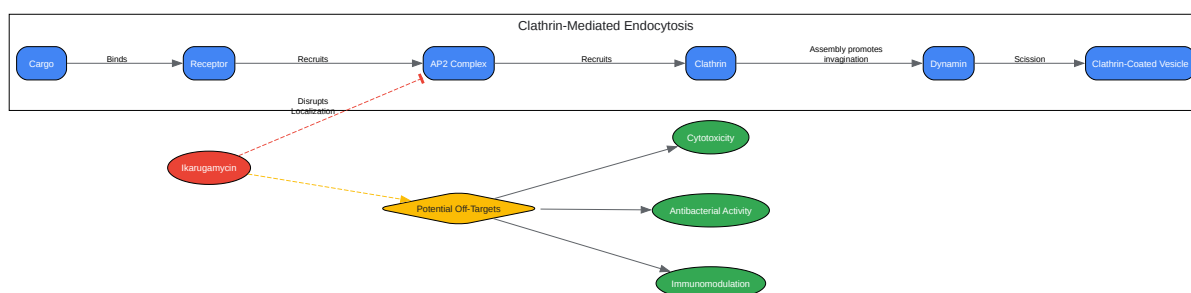 Clathrin-Mediated Endocytosis
Cargo
Binds
Receptor
Recruits
AP2 Complex
Recruits
Clathrin
Assembly promotes
invagination
Dynamin
Scission
Clathrin-Coated Vesicle
Disrupts
Localization
Ikarugamycin
Potential Off-Targets
Cytotoxicity
Antibacterial Activity
Immunomodulation